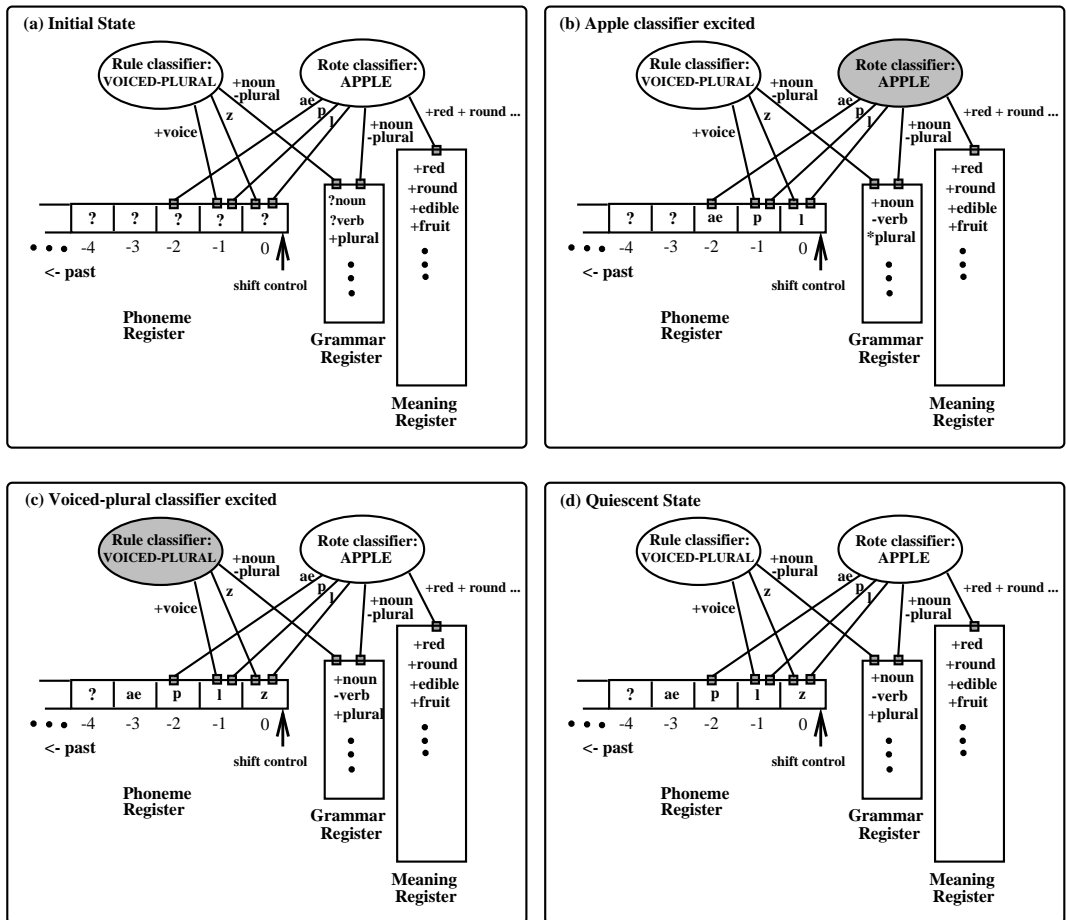 (a) Initial State
Rule classifier:
VOICED-PLURAL
+noun
-plural
Rote classifier:
APPLE
ae
p
l
+red + round ...
+voice
z
+noun
-plural
+red
+round
+edible
+fruit
?noun
?verb
+plural
? ? ? ? ?
-4 -3 -2 -1 0
<- past
shift control
Phoneme
Register
Grammar
Register
Meaning
Register
(b) Apple classifier excited
Rule classifier:
VOICED-PLURAL
+noun
-plural
Rote classifier:
APPLE
ae
p
l
+red + round ...
+voice
z
+noun
-plural
+red
+round
+edible
+fruit
+noun
-verb
*plural
? ? ae p l
-4 -3 -2 -1 0
<- past
shift control
Phoneme
Register
Grammar
Register
Meaning
Register
(c) Voiced-plural classifier excited
Rule classifier:
VOICED-PLURAL
+noun
-plural
Rote classifier:
APPLE
ae
p
l
+red + round ...
+voice
z
+noun
-plural
+red
+round
+edible
+fruit
+noun
-verb
+plural
? ae p l z
-4 -3 -2 -1 0
<- past
shift control
Phoneme
Register
Grammar
Register
Meaning
Register
(d) Quiescent State
Rule classifier:
VOICED-PLURAL
+noun
-plural
Rote classifier:
APPLE
ae
p
l
+red + round ...
+voice
z
+noun
-plural
+red
+round
+edible
+fruit
+noun
-verb
+plural
? ae p l z
-4 -3 -2 -1 0
<- past
shift control
Phoneme
Register
Grammar
Register
Meaning
Register